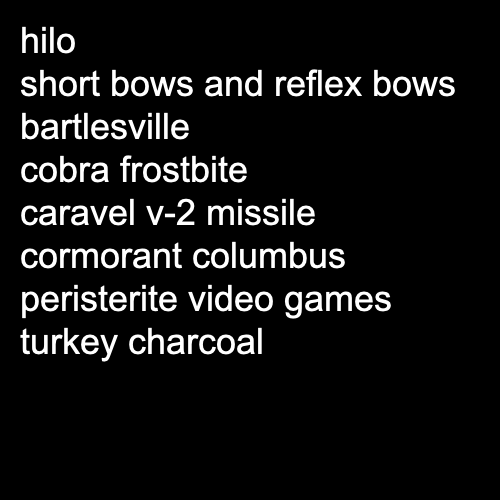 hilo
short bows and reflex bows
bartlesville
cobra frostbite
caravel v-2 missile
cormorant columbus
peristerite video games
turkey charcoal